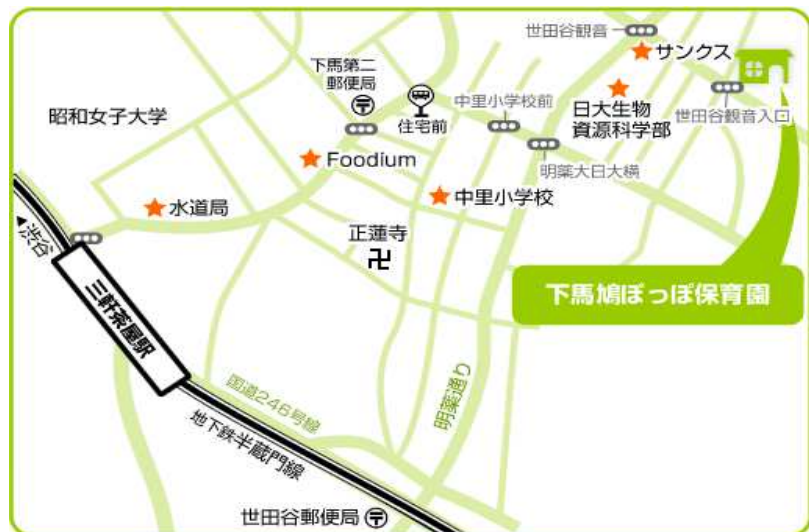 世田谷観音
サンクス
下馬第二
郵便局
昭和女子大学
住宅前
中里小学校前
日大生物
資源科学部
世田谷観音入口
Foodium
明薬大日大横
水道局
中里小学校
正蓮寺
卍
▲渋谷
下馬鳩ぽっぽ保育園
三軒茶屋駅
国道246号線
明薬通り
地下鉄半蔵門線
世田谷郵便局